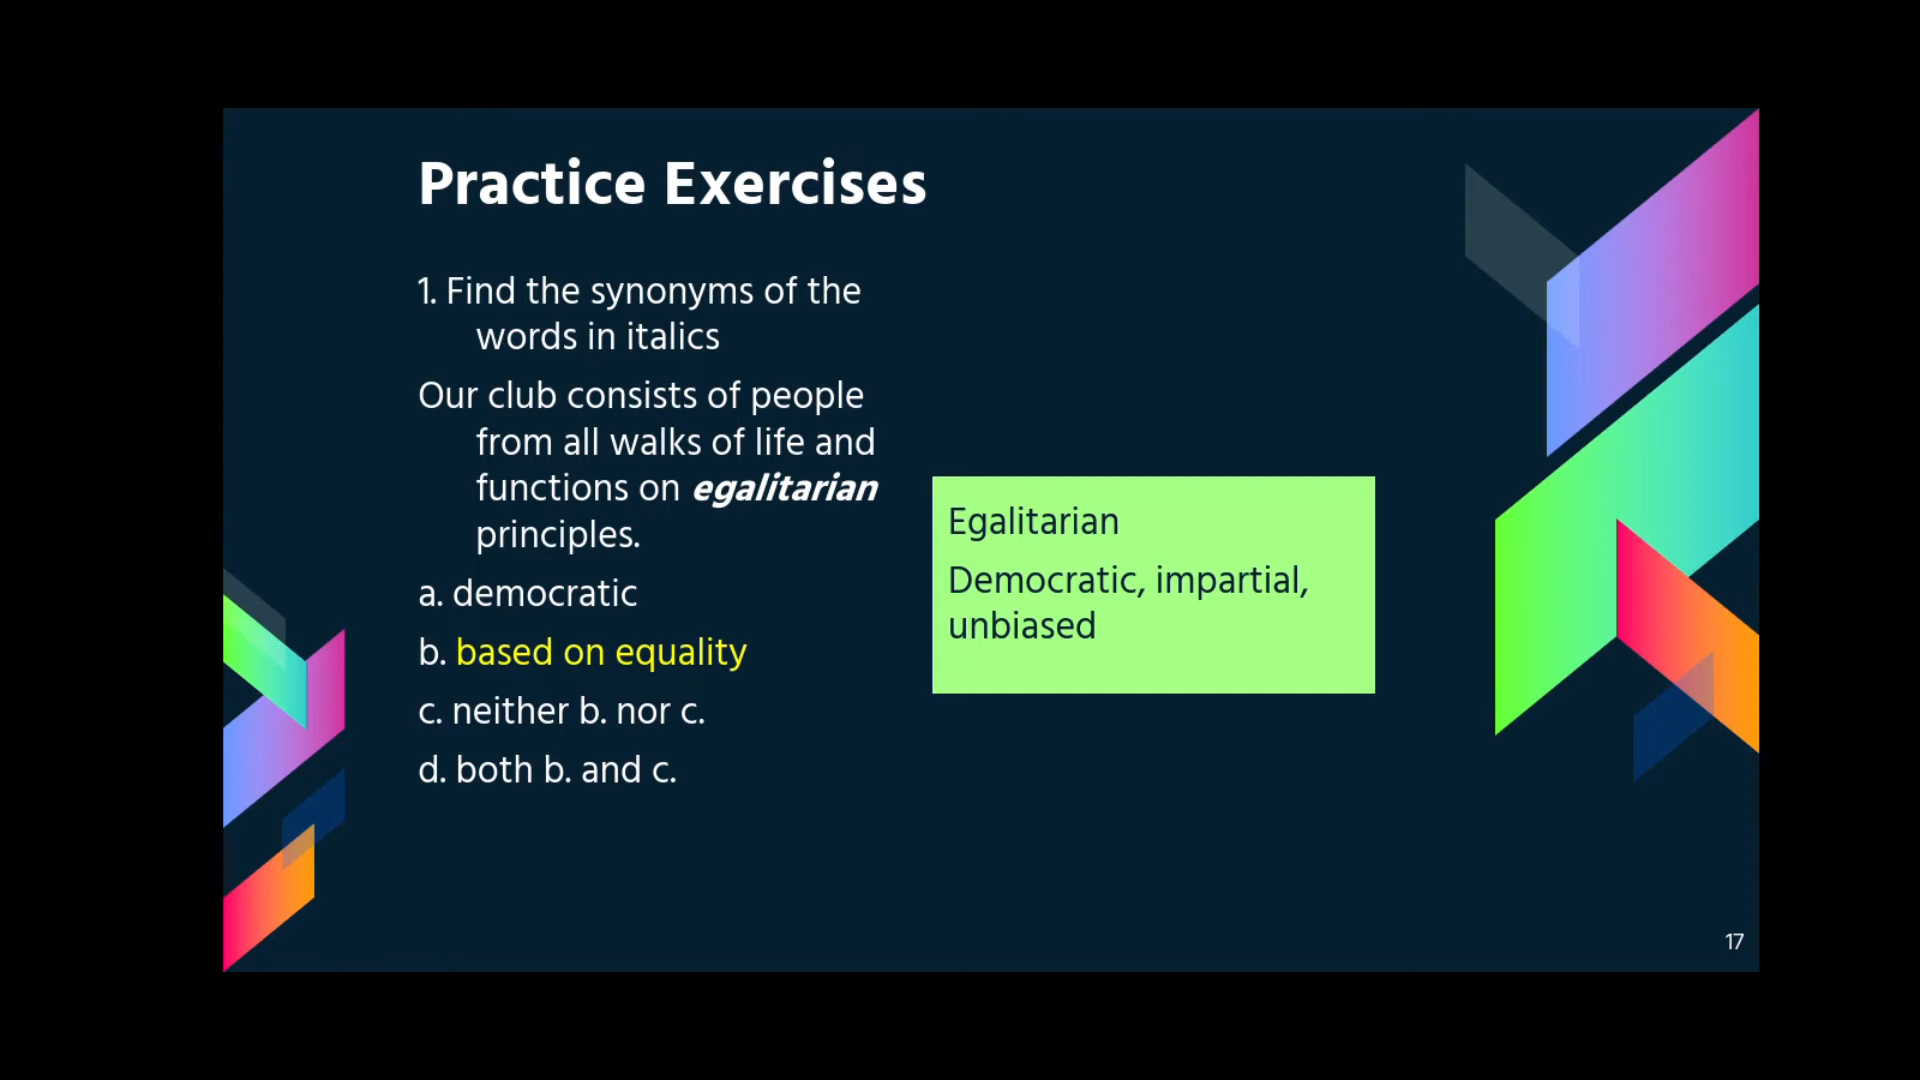 Practice Exercises
1. Find the synonyms of the
words in italics
Our club consists of people
from all walks of life and
functions on egalitarian
principles.
a. democratic
b. based on equality
c. neither b. nor c.
d. both b. and c.
Egalitarian
Democratic, impartial,
unbiased
17